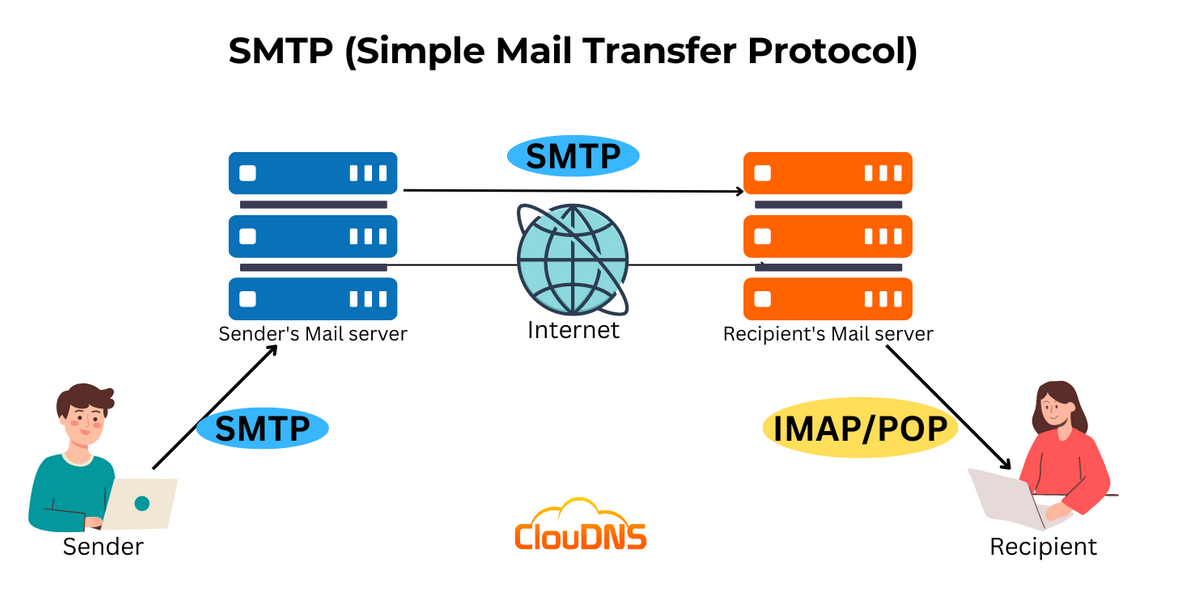 SMTP (Simple Mail Transfer Protocol)
SMTP
Internet
Sender's Mail server
Recipient's Mail server
SMTP
IMAP/POP
Sender
Recipient
ClouDNS